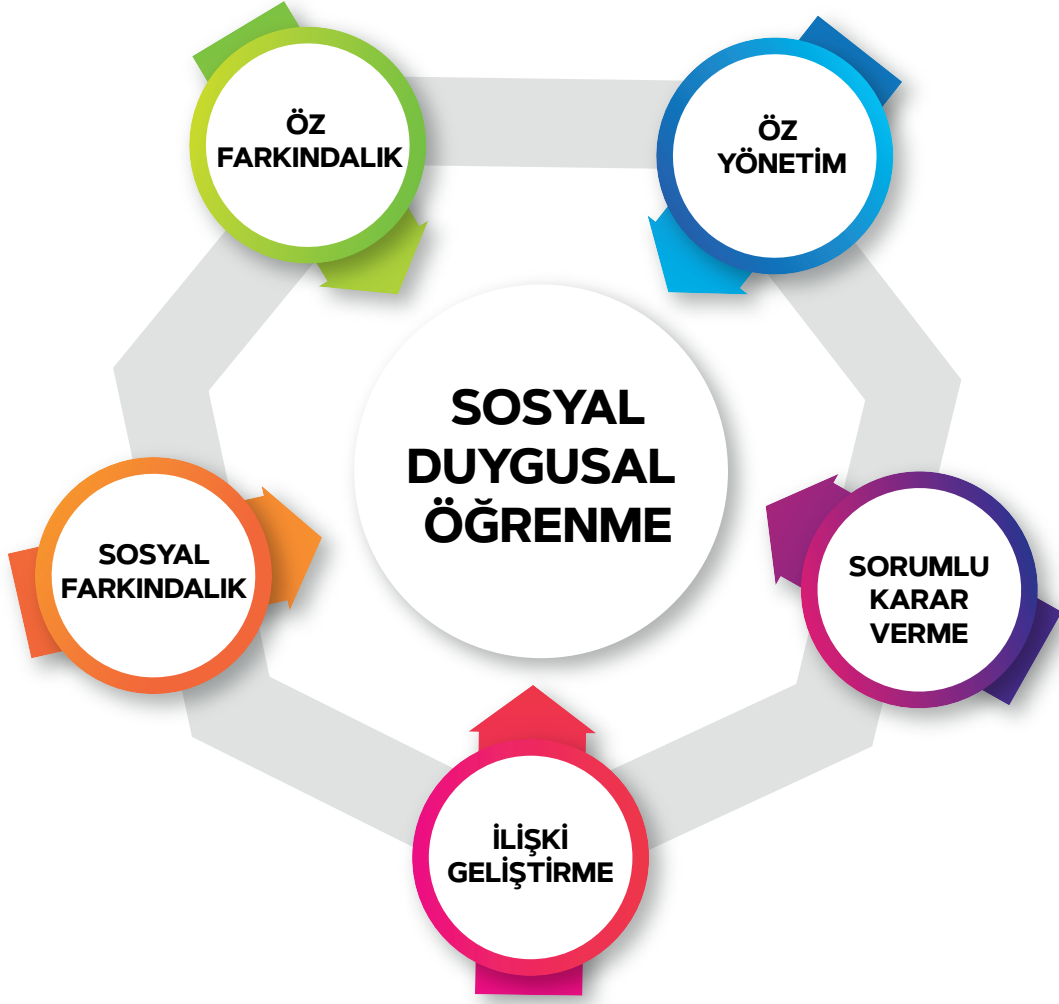 ÖZ
FARKINDALIK
ÖZ
YÖNETİM
SOSYAL
DUYGUSAL
ÖĞRENME
SOSYAL
FARKINDALIK
SORUMLU
KARAR
VERME
İLİŞKİ
GELİŞTİRME